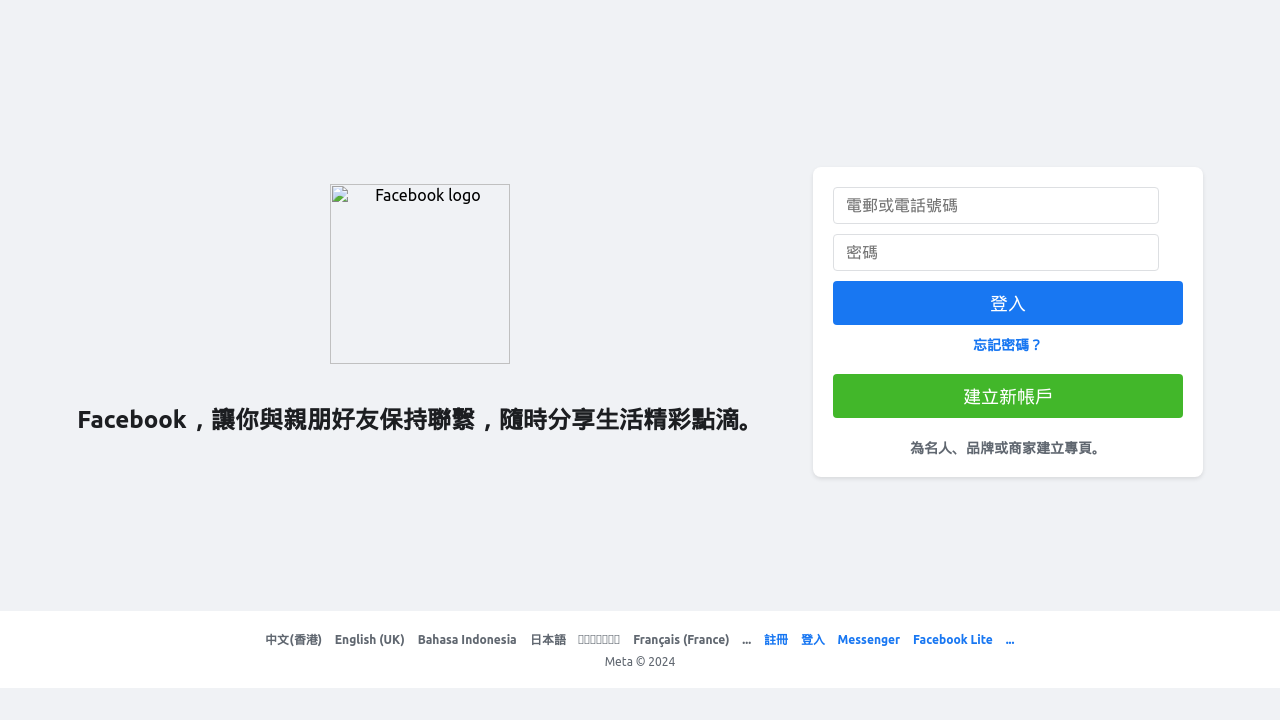 Facebook logo
Facebook，讓你與親朋好友保持聯繫，隨時分享生活精彩點滴。
電郵或電話號碼
密碼
登入
忘記密碼？
建立新帳戶
為名人、品牌或商家建立專頁。
中文(香港) English (UK) Bahasa Indonesia 日本語 Français (France) ... 註冊 登入 Messenger Facebook Lite ...
Meta © 2024